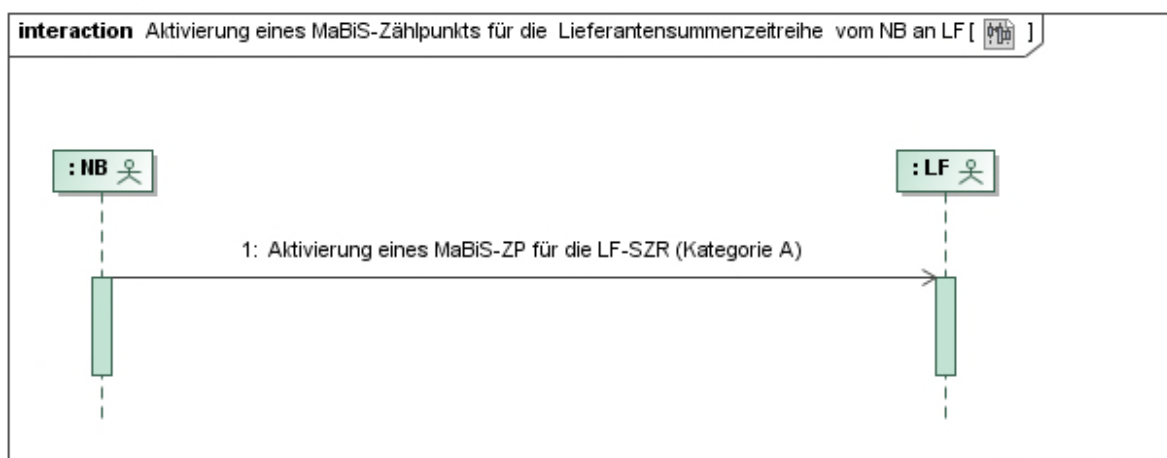 interaction Aktivierung eines MaBiS-Zählpunkts für die Lieferantensummenzeitreihe vom NB an LF [ ]
: NB
: LF
1: Aktivierung eines MaBiS-ZP für die LF-SZR (Kategorie A)